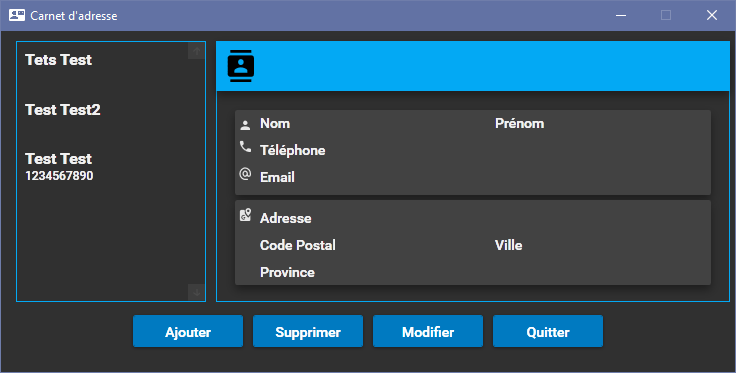 Carnet d'adresse
Tets Test
Test Test2
Test Test
1234567890
Nom Prénom
Téléphone
Email
Adresse
Code Postal Ville
Province
Ajouter Supprimer Modifier Quitter